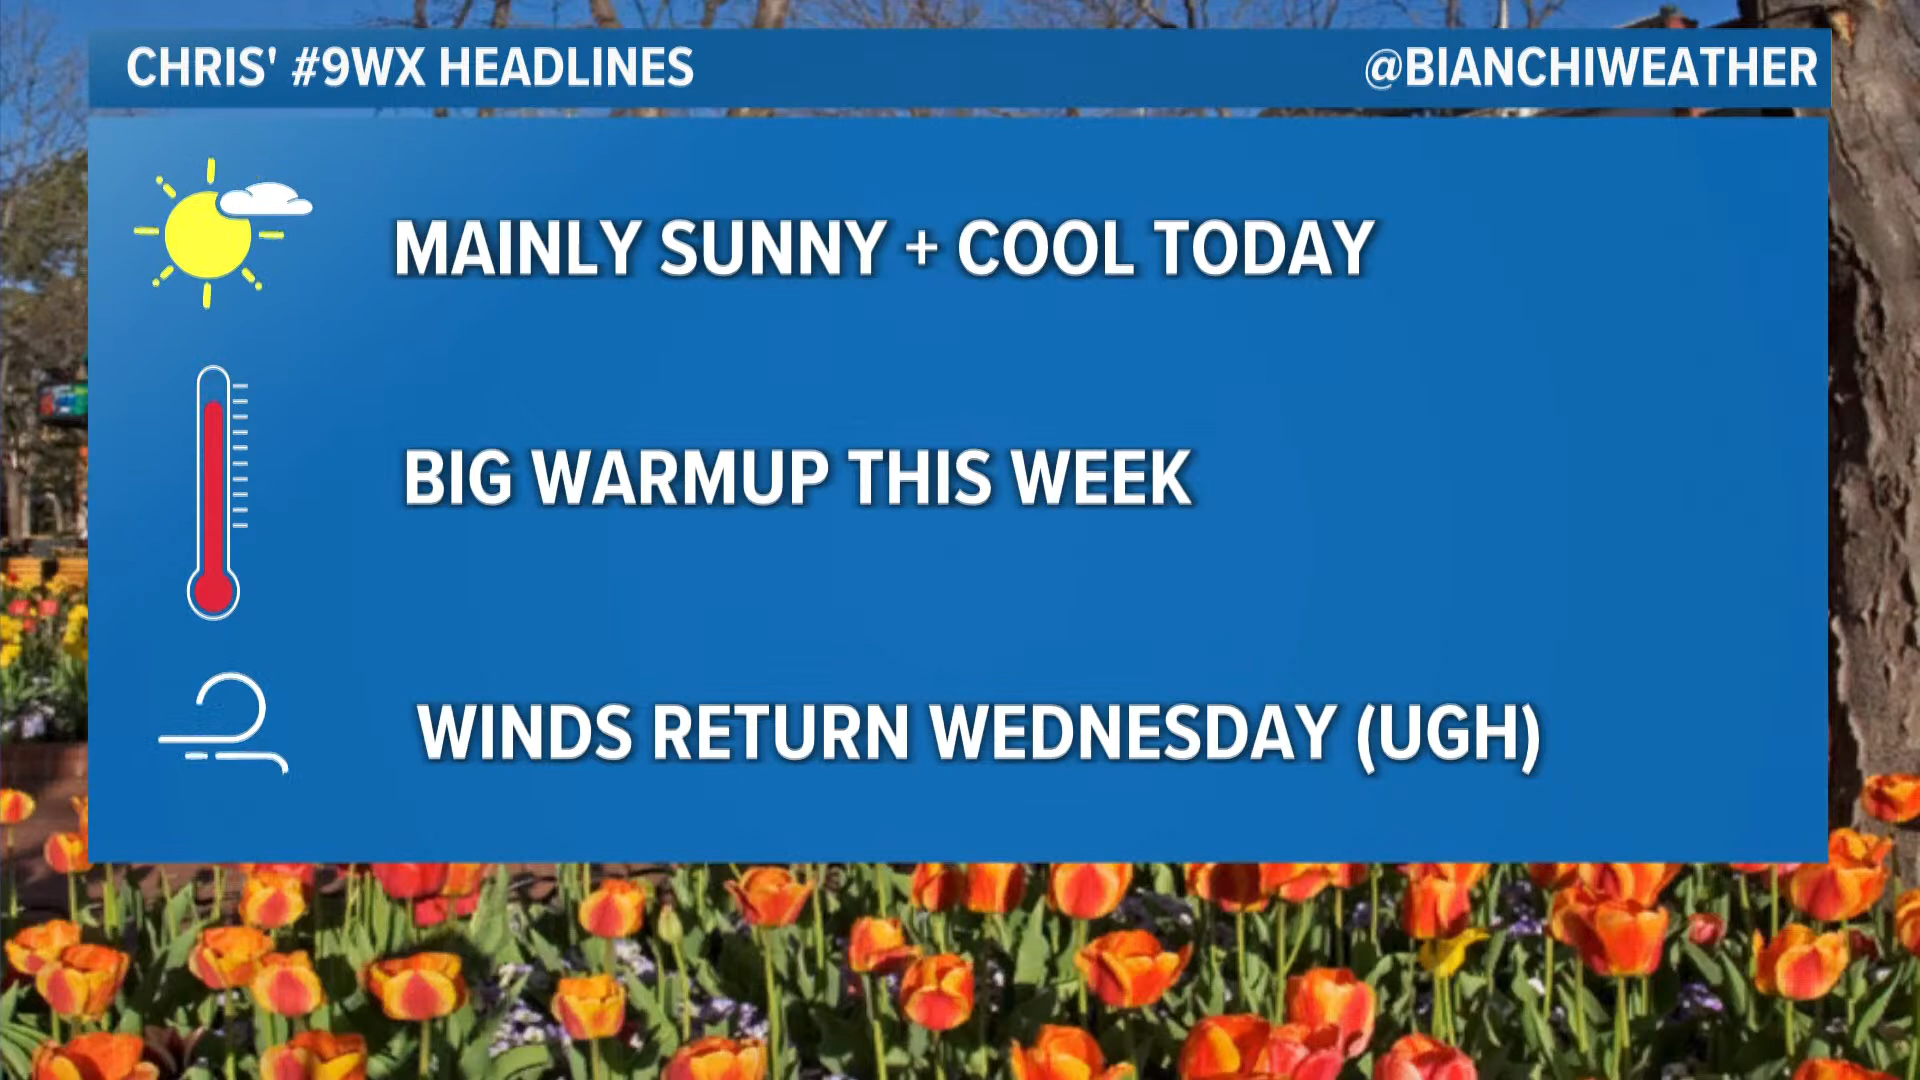 CHRIS' #9WX HEADLINES
@BIANCHIWEATHER
MAINLY SUNNY + COOL TODAY
BIG WARMUP THIS WEEK
WINDS RETURN WEDNESDAY (UGH)